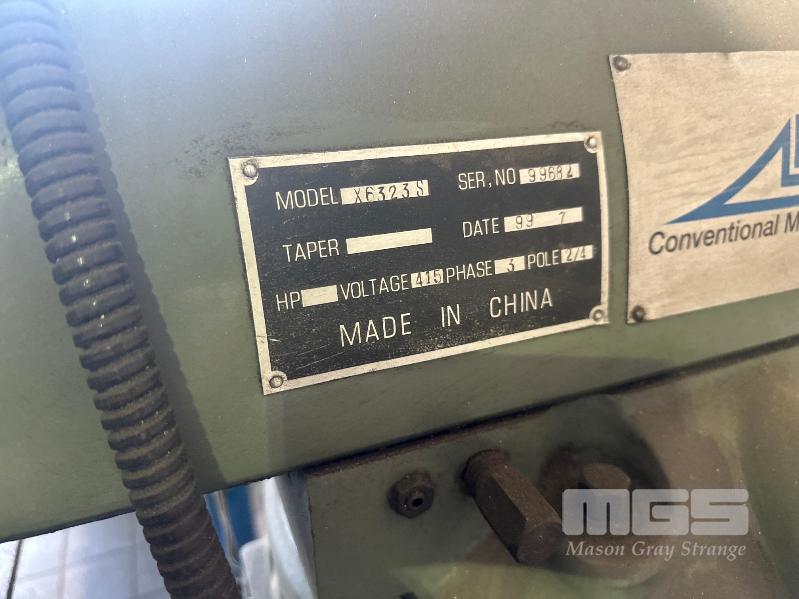 MODEL X6323S SER, NO 99682
TAPER DATE 99 7
HP VOLTAGE 415 PHASE 3 POLE 2/4
MADE IN CHINA
Conventional
MGS
Mason Gray Strange